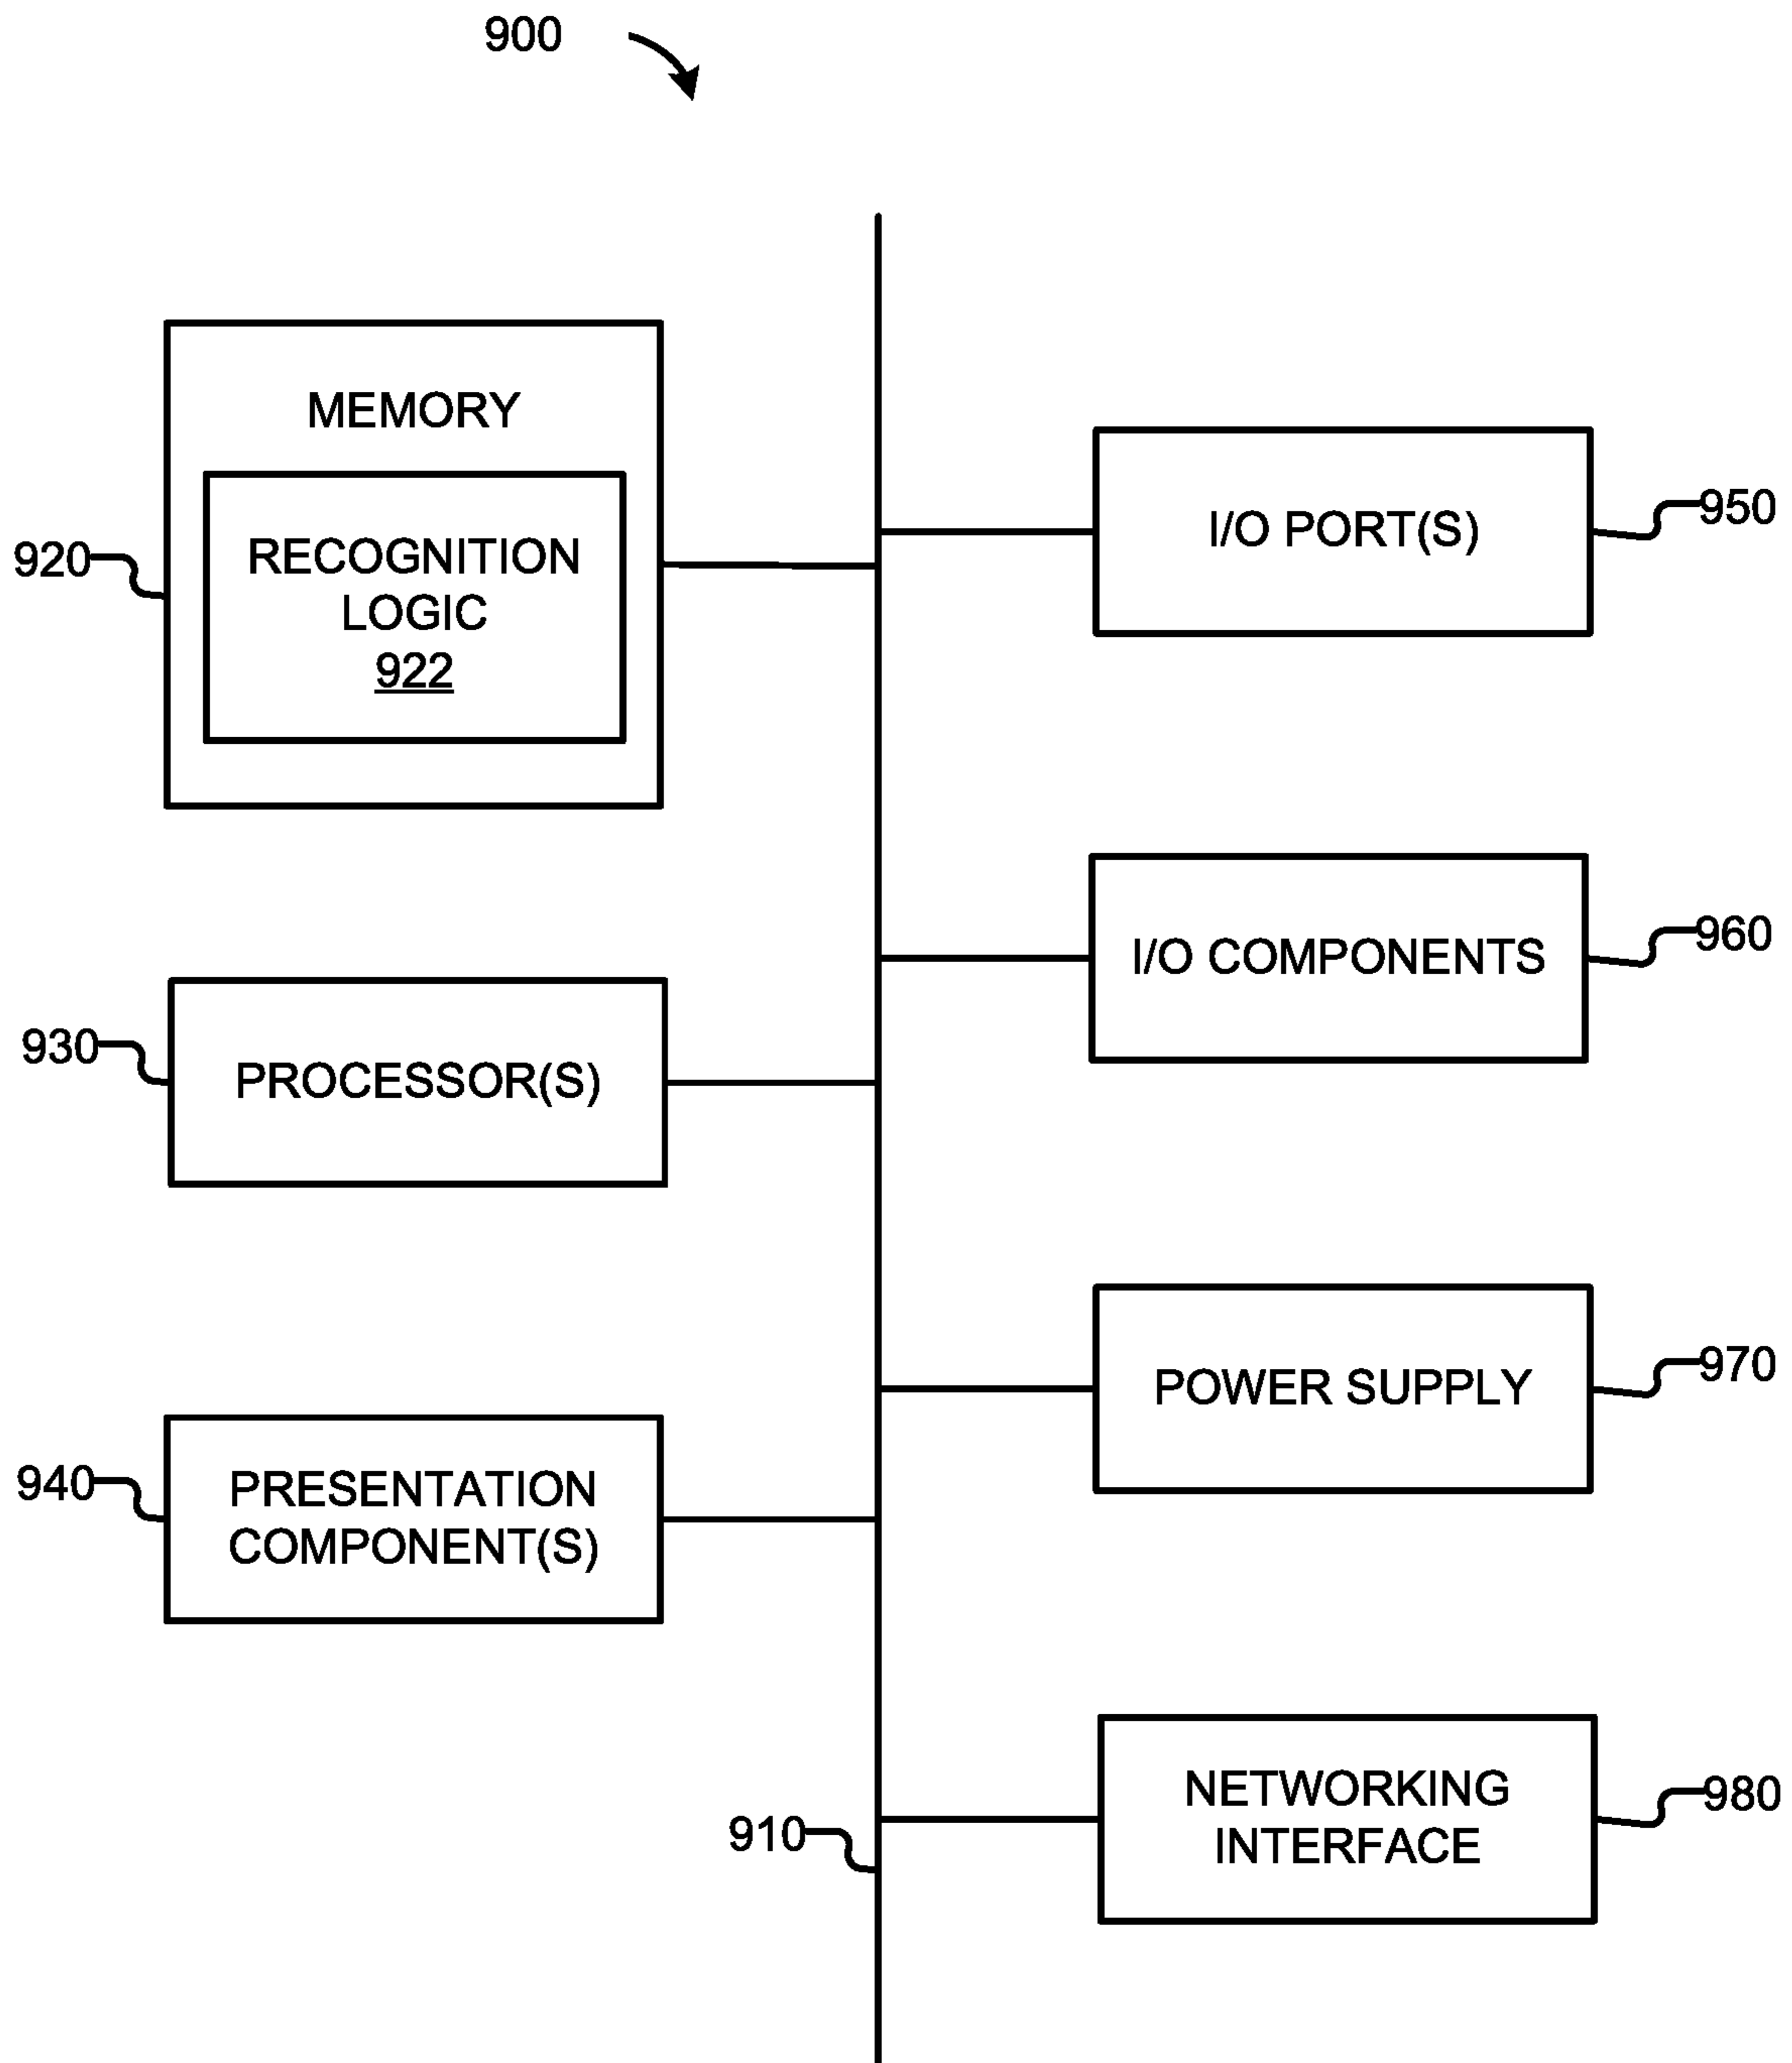 900
MEMORY
RECOGNITION
LOGIC
922
920
930
PROCESSOR(S)
940
PRESENTATION
COMPONENT(S)
I/O PORT(S)
950
I/O COMPONENTS
960
POWER SUPPLY
970
NETWORKING
INTERFACE
980
910